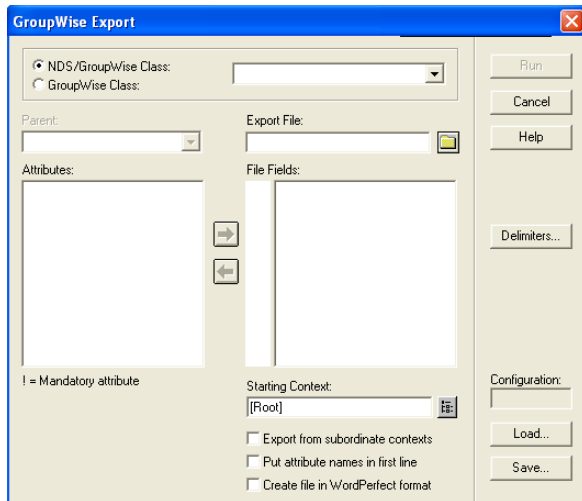 GroupWise Export
NDS/GroupWise Class:
GroupWise Class:
Run
Cancel
Help
Parent:
Export File:
Attributes:
File Fields:
Delimiters...
! = Mandatory attribute
Starting Context:
[Root]
Configuration:
Export from subordinate contexts
Put attribute names in first line
Create file in WordPerfect format
Load...
Save...